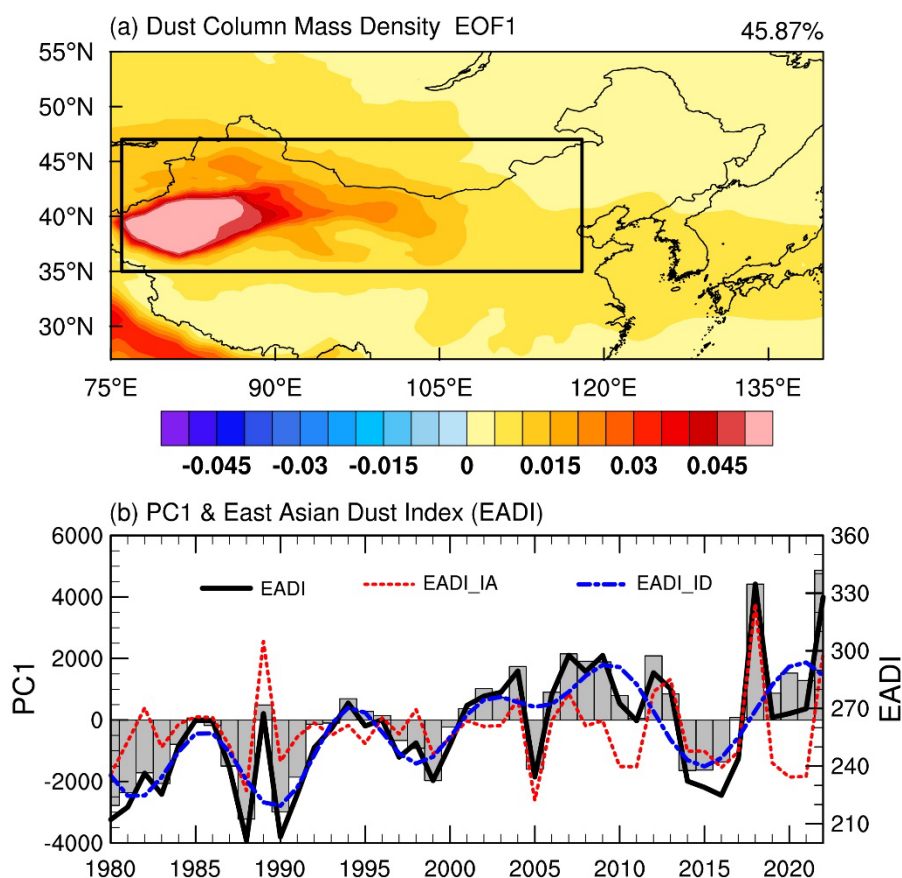 (a) Dust Column Mass Density EOF1 45.87%
55°N
50°N
45°N
40°N
35°N
30°N
75°E 90°E 105°E 120°E 135°E
-0.045 -0.03 -0.015 0 0.015 0.03 0.045
(b) PC1 & East Asian Dust Index (EADI)
6000 360
EADI EADI_IA EADI_ID
4000 330
2000 300
0 270
-2000 240
-4000 210
PC1
EADI
1980 1985 1990 1995 2000 2005 2010 2015 2020